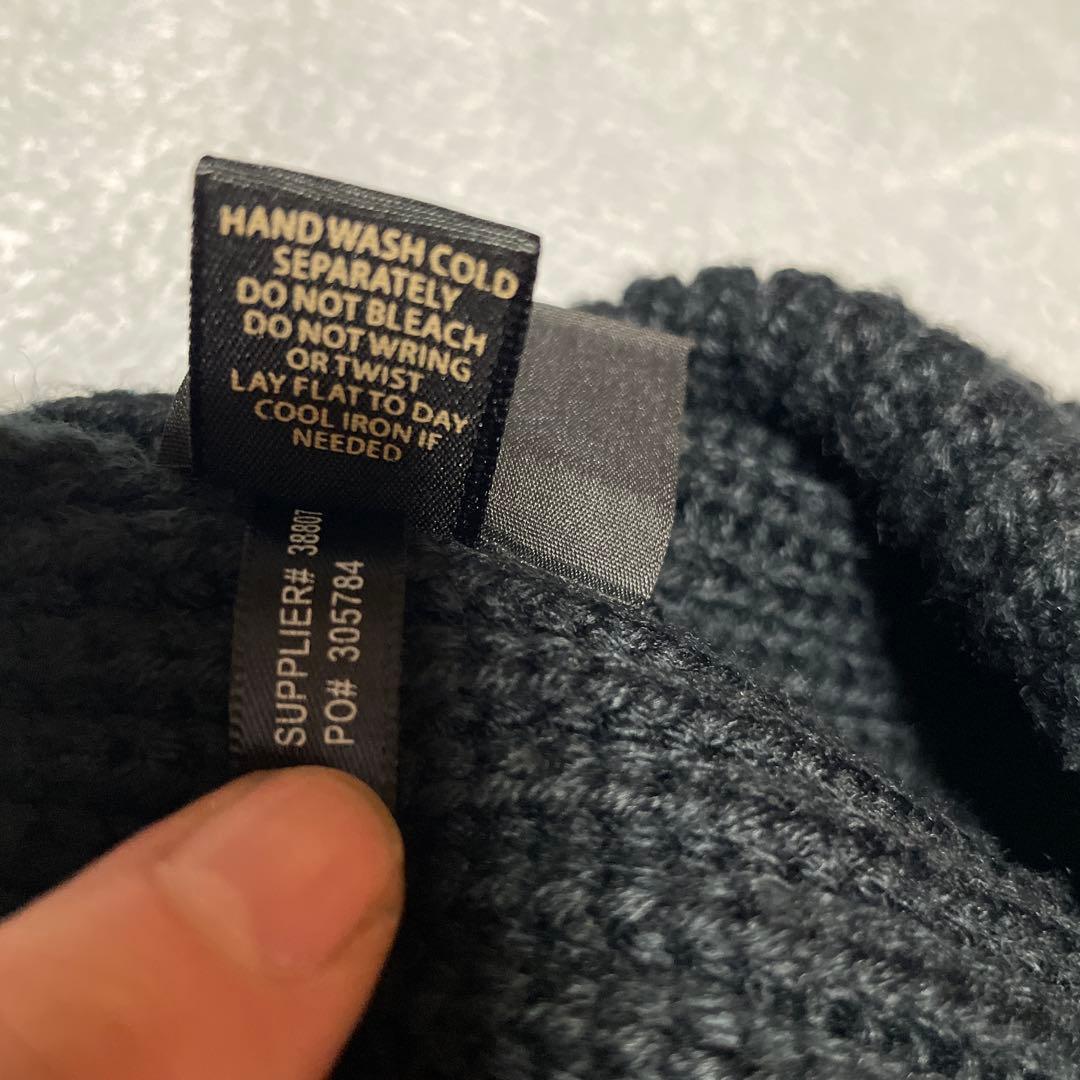 HAND WASH COLD
SEPARATELY
DO NOT BLEACH
DO NOT WRING
OR TWIST
LAY FLAT TO DAY
COOL IRON IF
NEEDED
SUPPLIER# 38807
PO# 305784